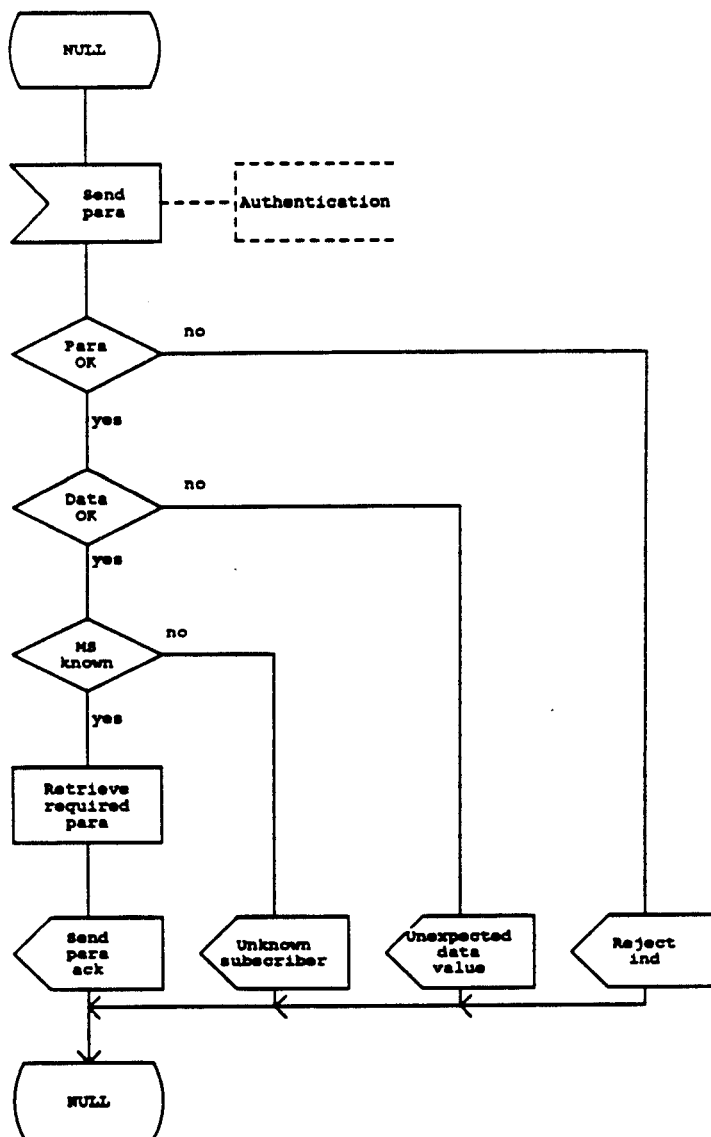 NULL
Send
para
Authentication
Para
OK
no
yes
Data
OK
no
yes
MS
known
no
yes
Retrieve
required
para
Send
para
ack
Unknown
subscriber
Unexpected
data
value
Reject
ind
NULL